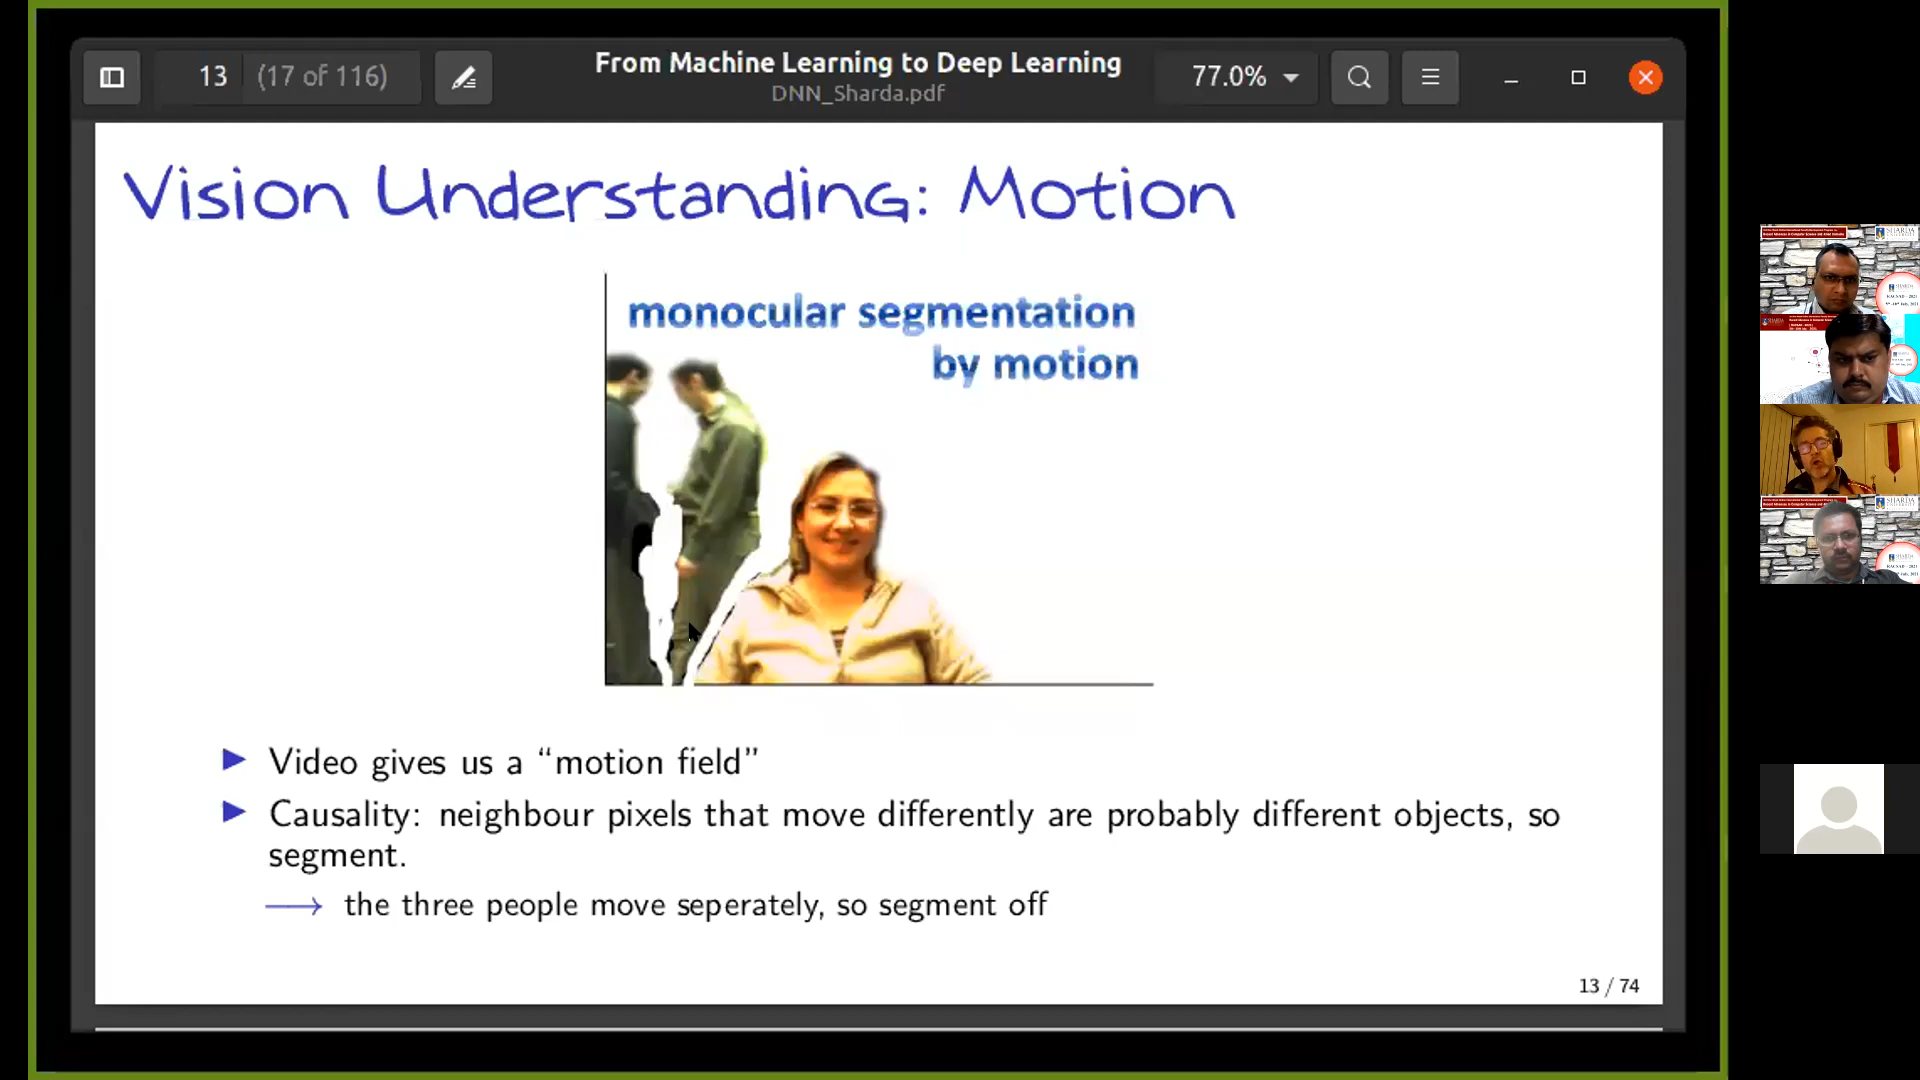 13 (17 of 116)
From Machine Learning to Deep Learning
DNN_Sharda.pdf
77.0%
Vision Understanding: Motion
monocular segmentation
by motion
Video gives us a “motion field”
Causality: neighbour pixels that move differently are probably different objects, so
segment.
the three people move seperately, so segment off
13 / 74
SHARDA
SHARDA